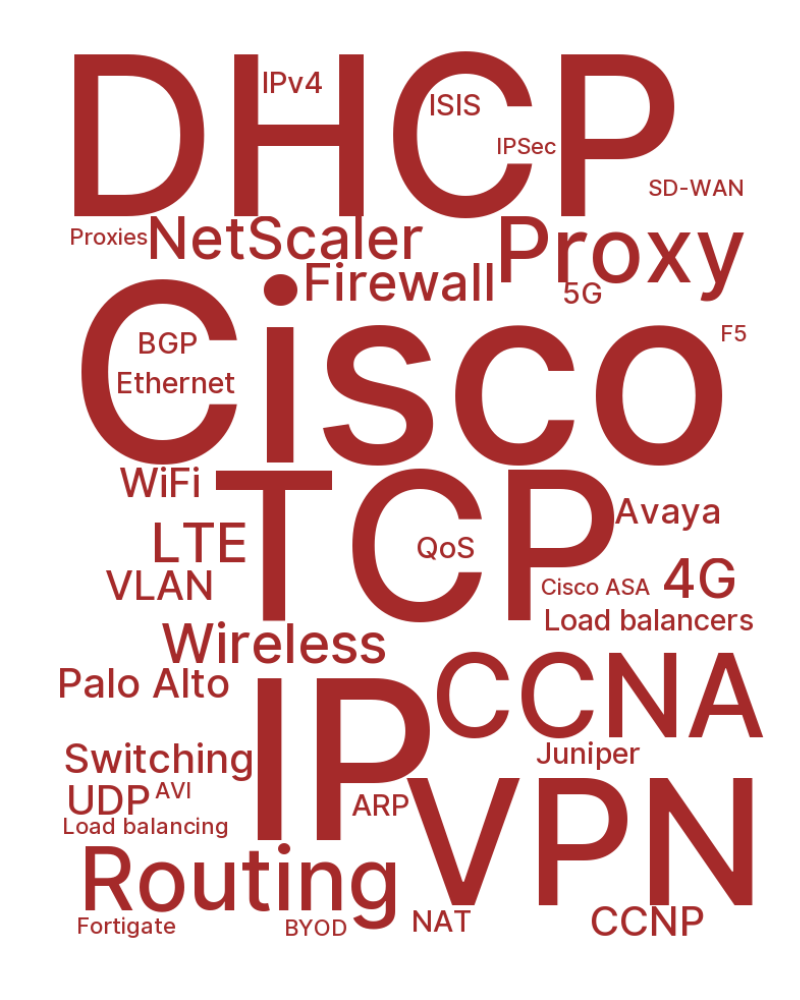 DHCP
IPv4
ISIS
IPSec
SD-WAN
Proxies
NetScaler
Proxy
Firewall
5G
Cisco
BGP
Ethernet
F5
WiFi
TCP
Avaya
LTE
QoS
VLAN
Cisco ASA
4G
Load balancers
Wireless
Palo Alto
IP
CCNA
Switching
Juniper
UDP
AVI
ARP
VPN
Load balancing
Routing
Fortigate
BYOD
NAT
CCNP